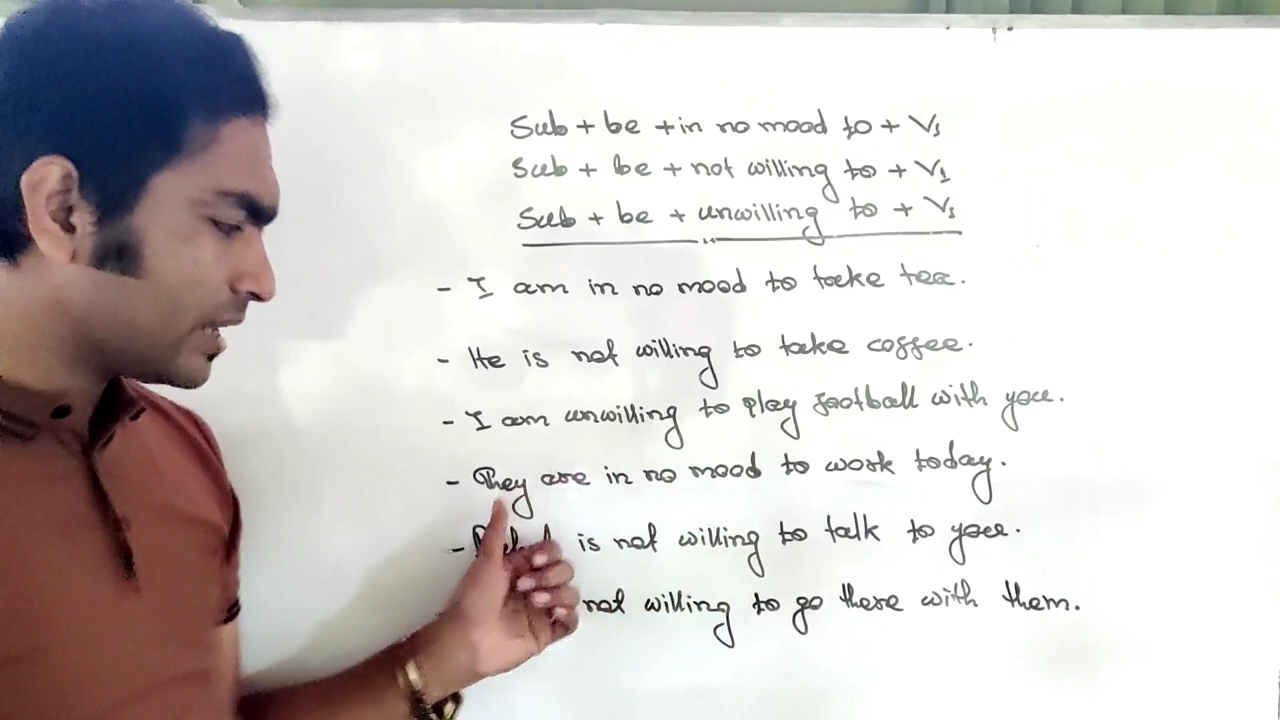 Sub + be + in no mood to + V₁
Sub + be + not willing to + V₁
Sub + be + unwilling to + V₁
- I am in no mood to take tea.
- He is not willing to take coffee.
- I am unwilling to play football with you.
- They are in no mood to work today.
- is not willing to talk to you.
not willing to go there with them.